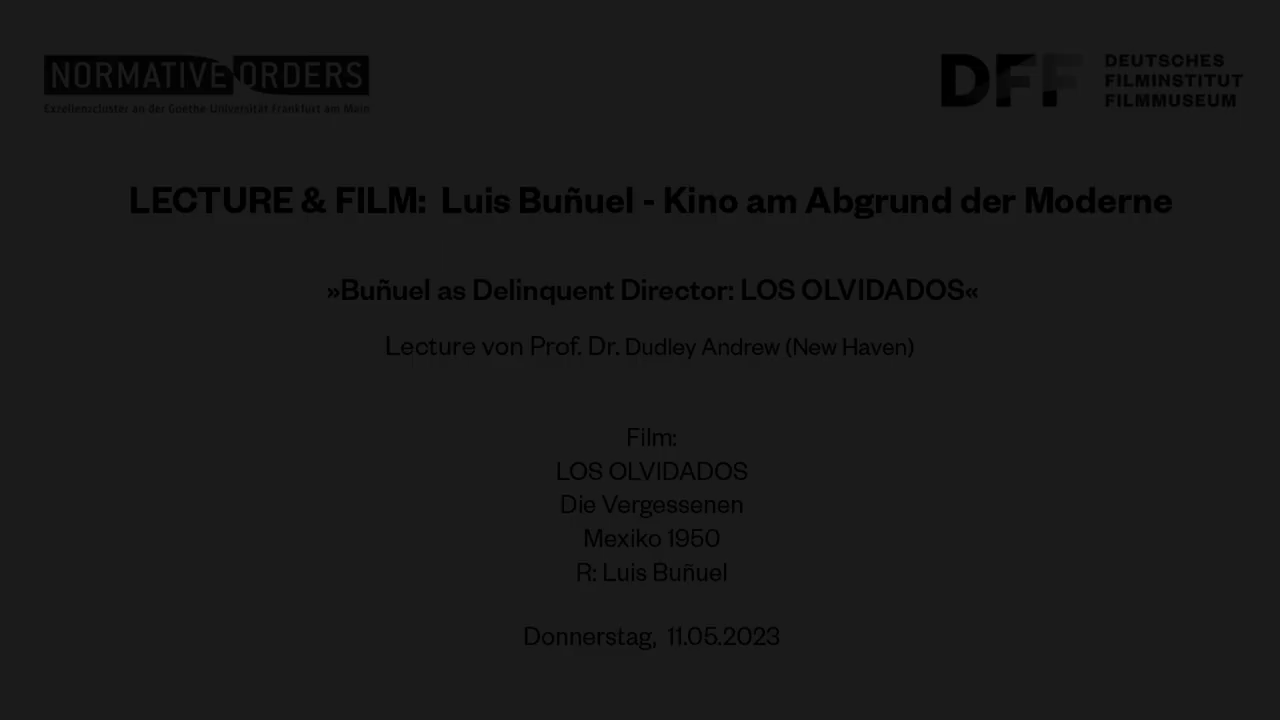 NORMATIVE ORDERS
Exzellenzcluster an der Goethe-Universität Frankfurt am Main
DFF
DEUTSCHES
FILMINSTITUT
FILMMUSEUM
LECTURE & FILM: Luis Buñuel - Kino am Abgrund der Moderne
»Buñuel as Delinquent Director: LOS OLVIDADOS«
Lecture von Prof. Dr. Dudley Andrew (New Haven)
Film:
LOS OLVIDADOS
Die Vergessenen
Mexiko 1950
R: Luis Buñuel
Donnerstag, 11.05.2023